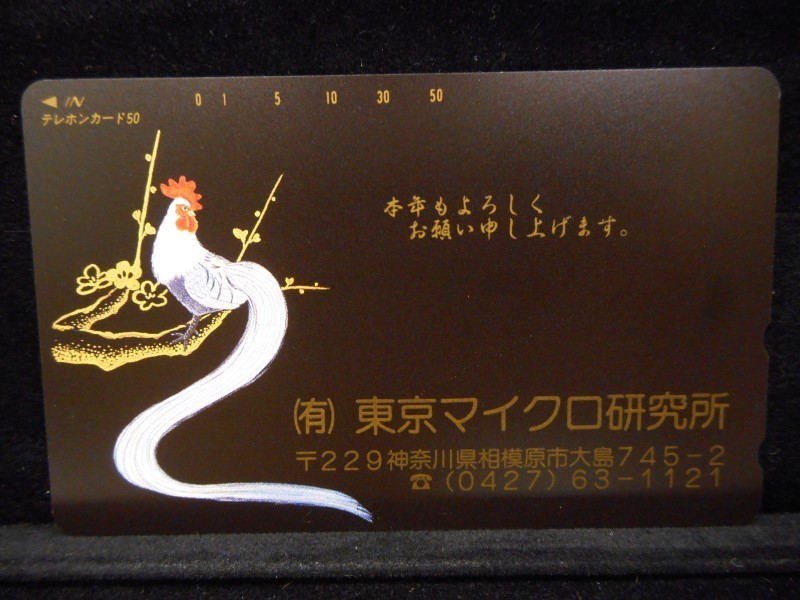 ◀ IN 0 1 5 10 30 50
テレホンカード50
本年もよろしく
お願い申し上げます。
(有) 東京マイクロ研究所
〒229神奈川県相模原市大島745-2
☎(0427)63-1121